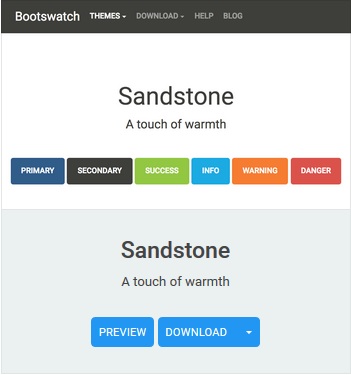 Bootswatch THEMES DOWNLOAD HELP BLOG
Sandstone
A touch of warmth
PRIMARY SECONDARY SUCCESS INFO WARNING DANGER
Sandstone
A touch of warmth
PREVIEW DOWNLOAD